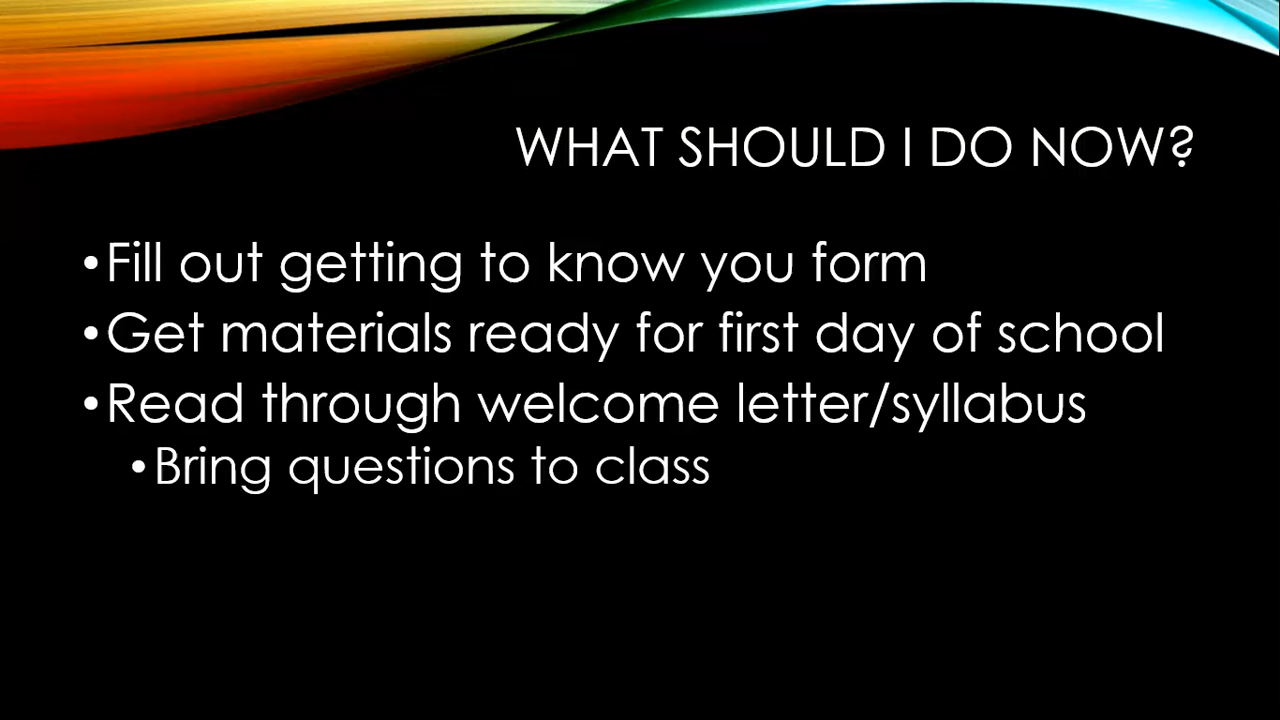 WHAT SHOULD I DO NOW?
•Fill out getting to know you form
•Get materials ready for first day of school
•Read through welcome letter/syllabus
•Bring questions to class